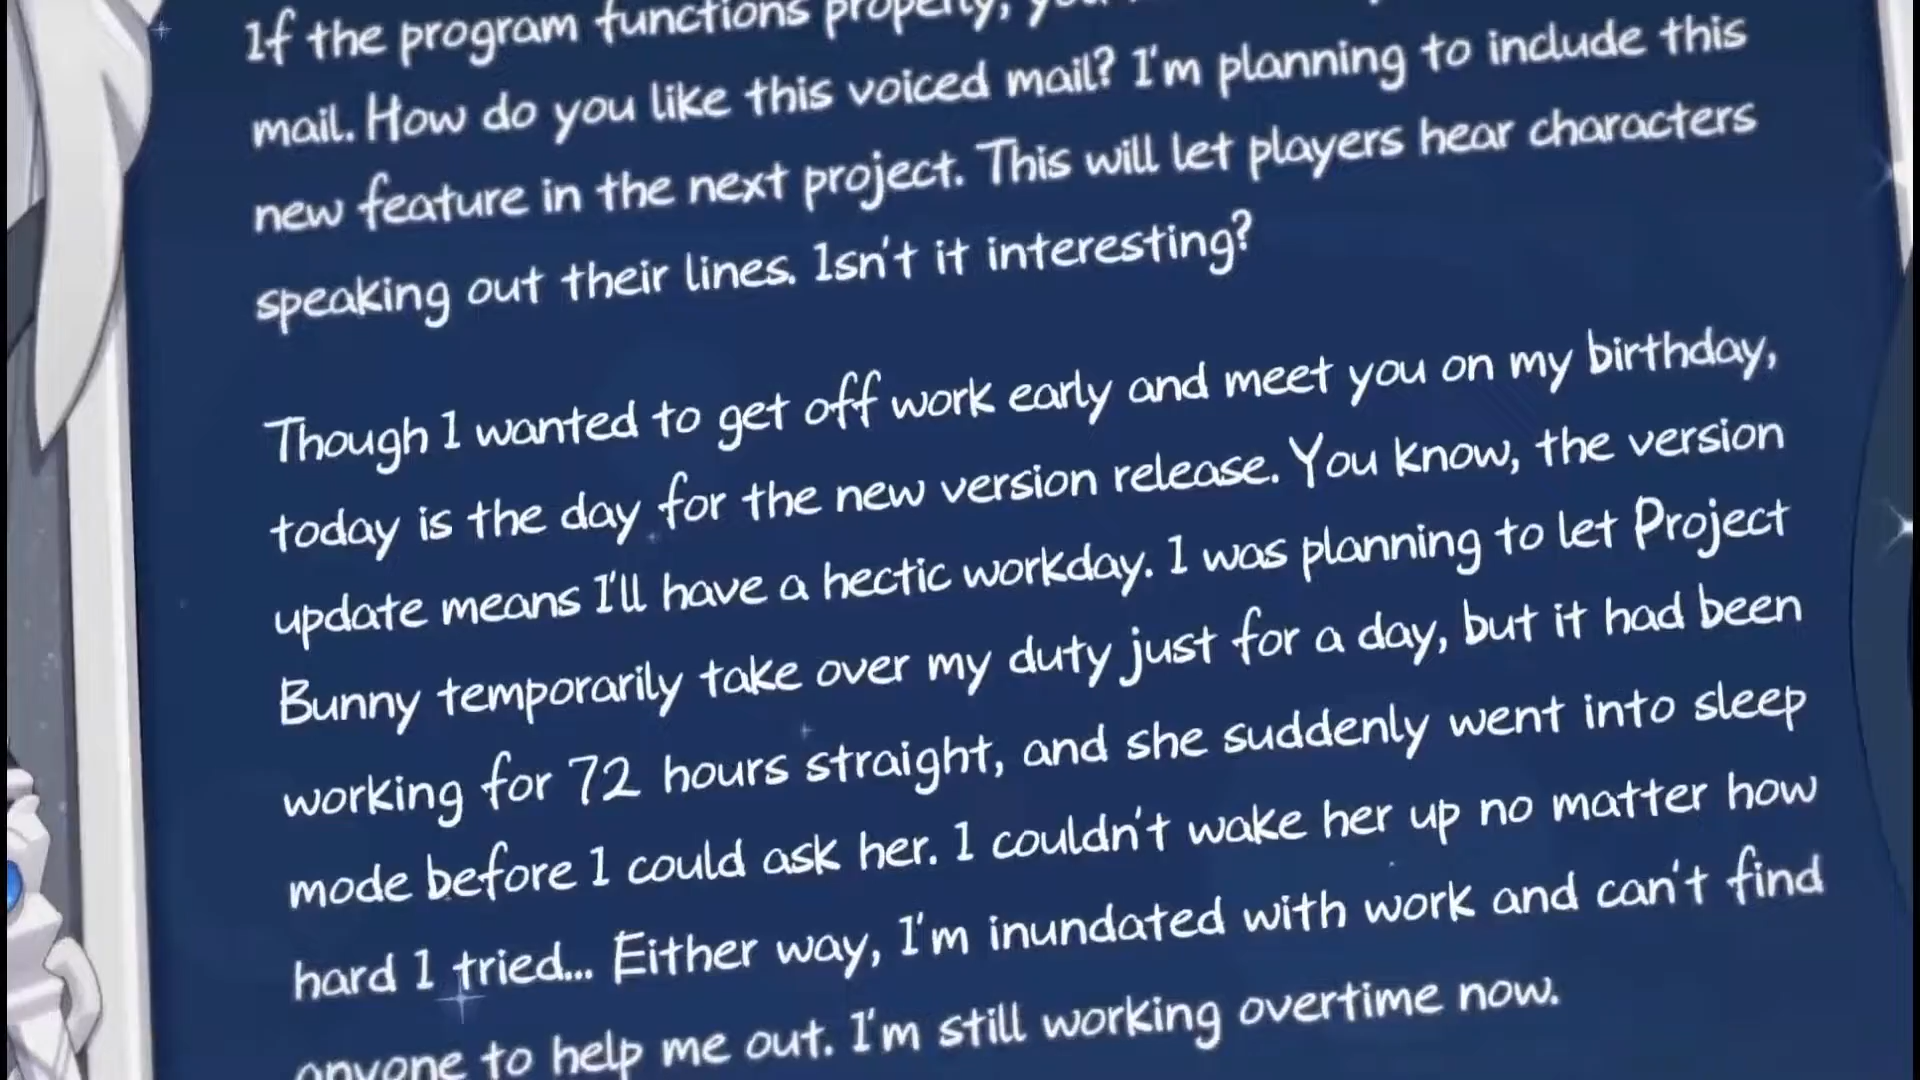 If the program functions properly,
mail. How do you like this voiced mail? I'm planning to include this
new feature in the next project. This will let players hear characters
speaking out their lines. Isn't it interesting?
Though I wanted to get off work early and meet you on my birthday,
today is the day for the new version release. You know, the version
update means I'll have a hectic workday. I was planning to let Project
Bunny temporarily take over my duty just for a day, but it had been
working for 72 hours straight, and she suddenly went into sleep
mode before I could ask her. I couldn't wake her up no matter how
hard I tried... Either way, I'm inundated with work and can't find
anyone to help me out. I'm still working overtime now.